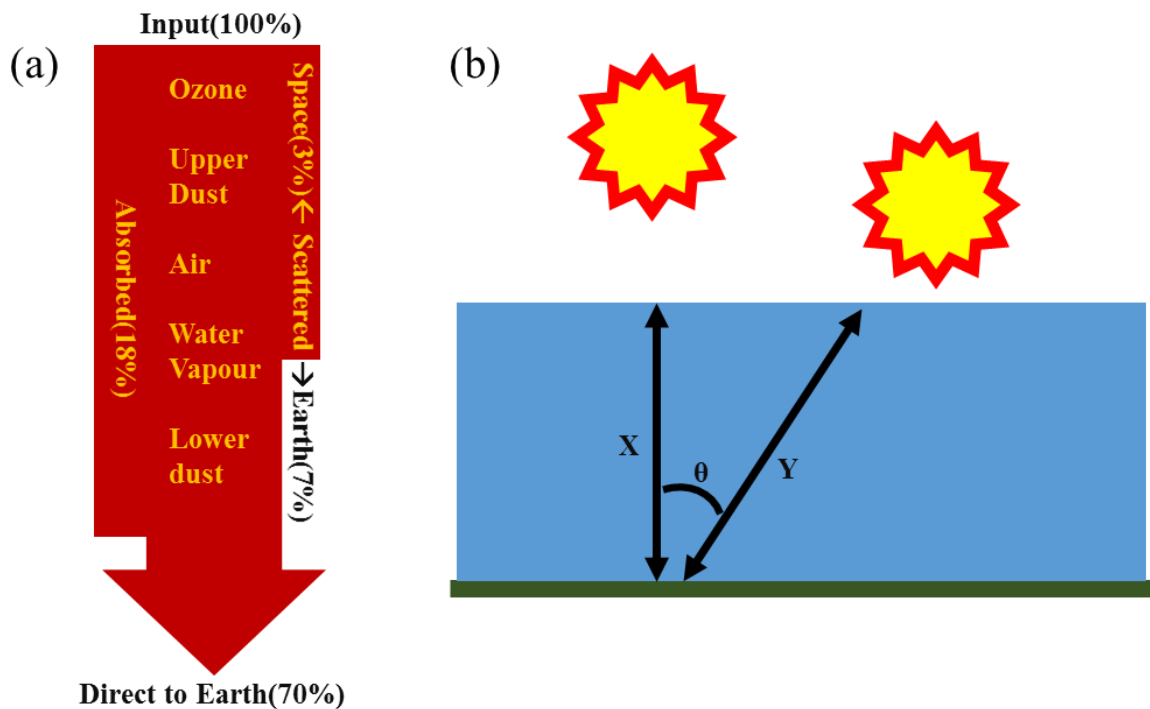 Input(100%)
(a)
Ozone
Upper
Dust
Air
Water
Vapour
Lower
dust
Absorbed(18%)
Space(3%)← Scattered
→Earth(7%)
Direct to Earth(70%)
(b)
X
θ
Y